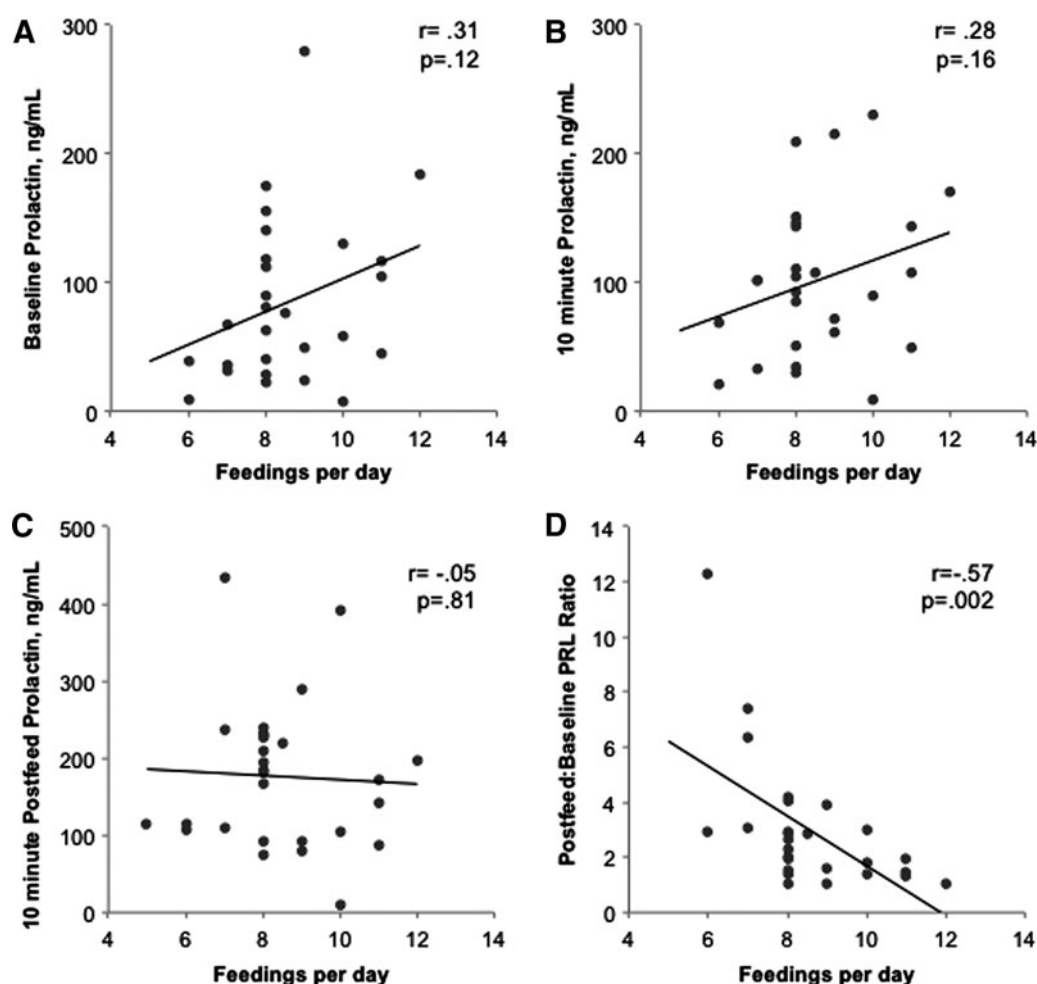 A
r= .31
p=.12
Baseline Prolactin, ng/mL
300
200
100
0
4 6 8 10 12 14
Feedings per day
B
r= .28
p=.16
10 minute Prolactin, ng/mL
300
200
100
0
4 6 8 10 12 14
Feedings per day
C
r= -.05
p=.81
10 minute Postfeed Prolactin, ng/mL
500
400
300
200
100
0
4 6 8 10 12 14
Feedings per day
D
r=-.57
p=.002
Postfeed:Baseline PRL Ratio
14
12
10
8
6
4
2
0
4 6 8 10 12 14
Feedings per day